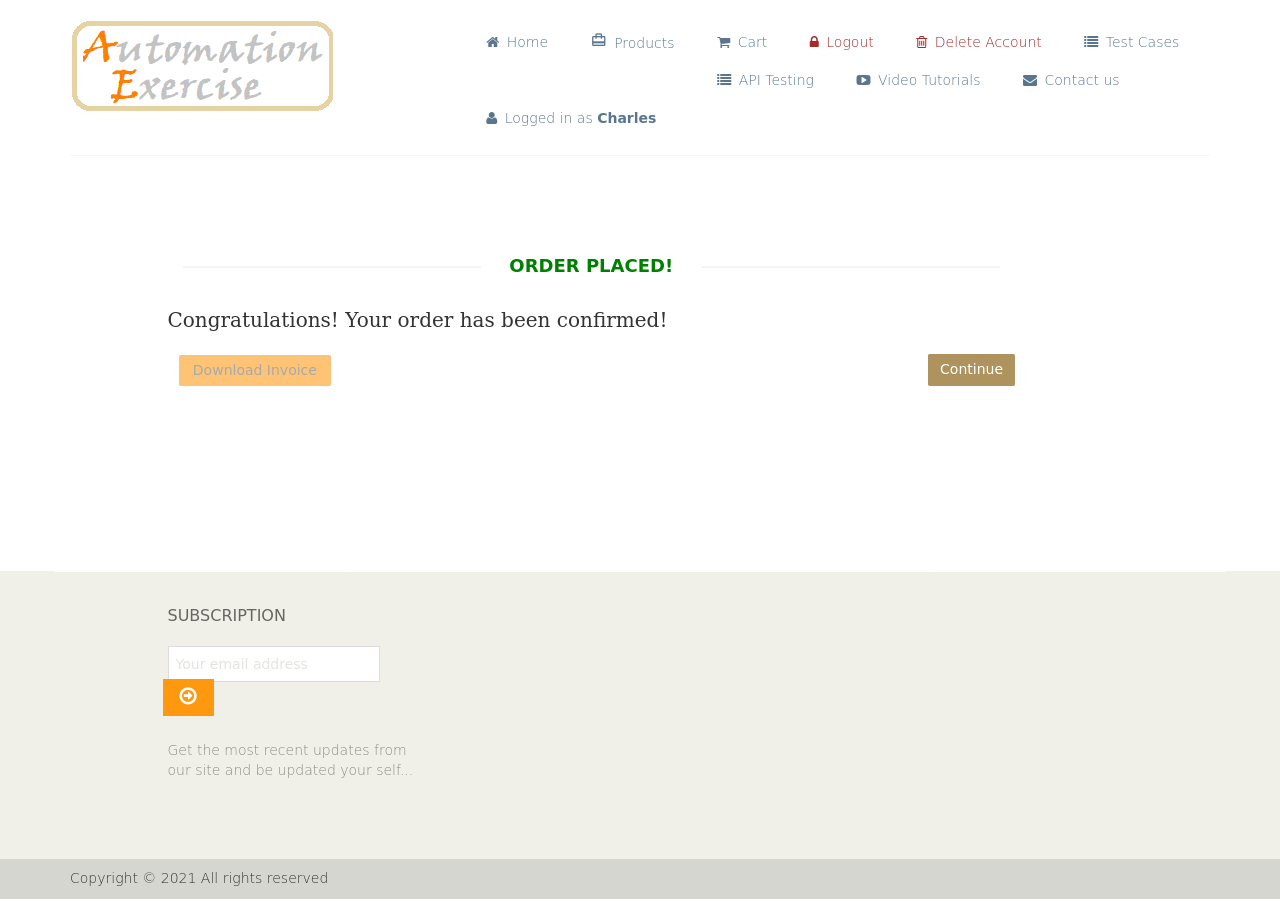 Automation
Exercise
Home
Products
Cart
Logout
Delete Account
Test Cases
API Testing
Video Tutorials
Contact us
Logged in as Charles
ORDER PLACED!
Congratulations! Your order has been confirmed!
Download Invoice
Continue
SUBSCRIPTION
Your email address
Get the most recent updates from
our site and be updated your self...
Copyright © 2021 All rights reserved